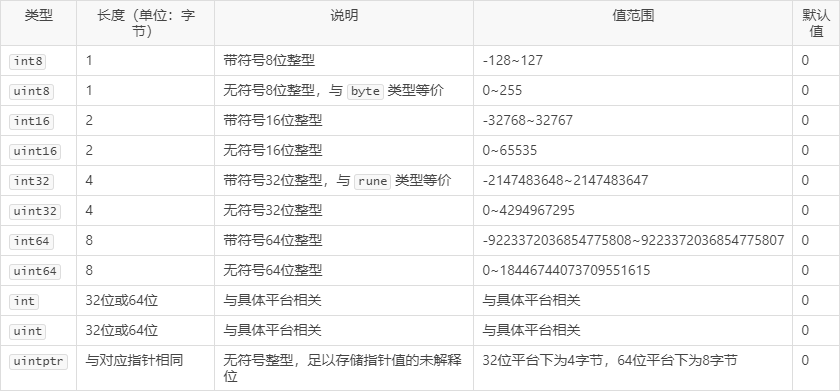 类型 长度（单位：字节） 说明 值范围 默认值
int8 1 带符号8位整型 -128~127 0
uint8 1 无符号8位整型，与 byte 类型等价 0~255 0
int16 2 带符号16位整型 -32768~32767 0
uint16 2 无符号16位整型 0~65535 0
int32 4 带符号32位整型，与 rune 类型等价 -2147483648~2147483647 0
uint32 4 无符号32位整型 0~4294967295 0
int64 8 带符号64位整型 -9223372036854775808~9223372036854775807 0
uint64 8 无符号64位整型 0~18446744073709551615 0
int 32位或64位 与具体平台相关 与具体平台相关 0
uint 32位或64位 与具体平台相关 与具体平台相关 0
uintptr 与对应指针相同 无符号整型，足以存储指针值的未解释位 32位平台下为4字节，64位平台下为8字节 0